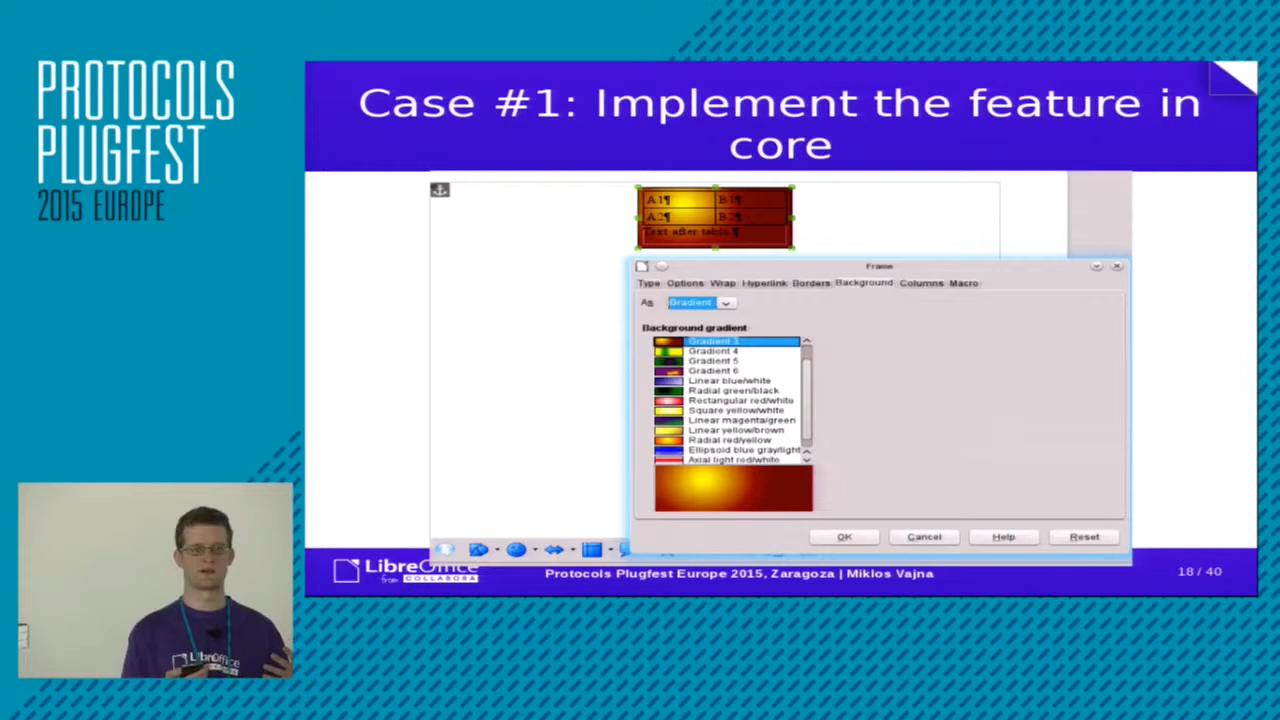 PROTOCOLS
PLUGFEST
2015 EUROPE
Case #1: Implement the feature in
core
A1¶ B1¶
A2¶ B2¶
Text after table.¶
Frame
Type Options Wrap Hyperlink Borders Background Columns Macro
As Gradient
Background gradient
Gradient 3
Gradient 4
Gradient 5
Gradient 6
Linear blue/white
Radial green/black
Rectangular red/white
Square yellow/white
Linear magenta/green
Linear yellow/brown
Radial red/yellow
Ellipsoid blue gray/light
Axial light red/white
OK Cancel Help Reset
LibreOffice
from COLLABORA
Protocols Plugfest Europe 2015, Zaragoza | Miklos Vajna
18 / 40
LibreOffice